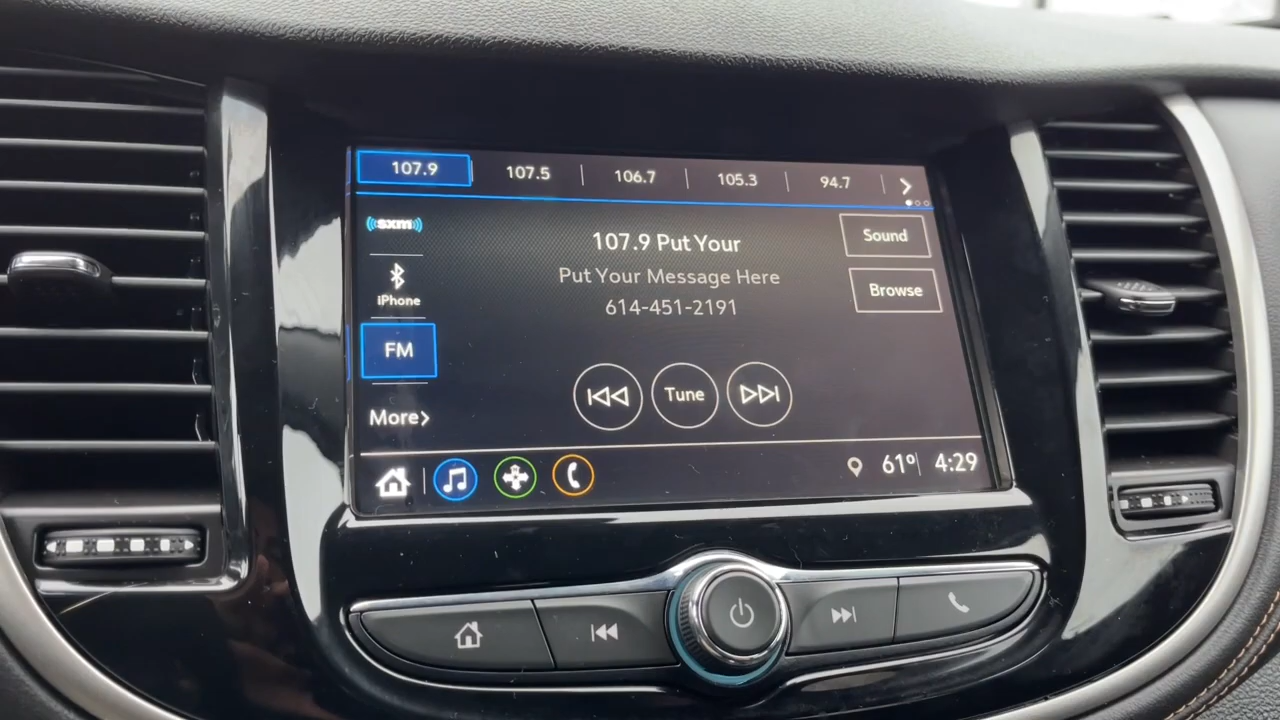 107.9
107.5
106.7
105.3
94.7
sxm
107.9 Put Your
Sound
Put Your Message Here
iPhone
Browse
614-451-2191
FM
Tune
More
61°
4:29